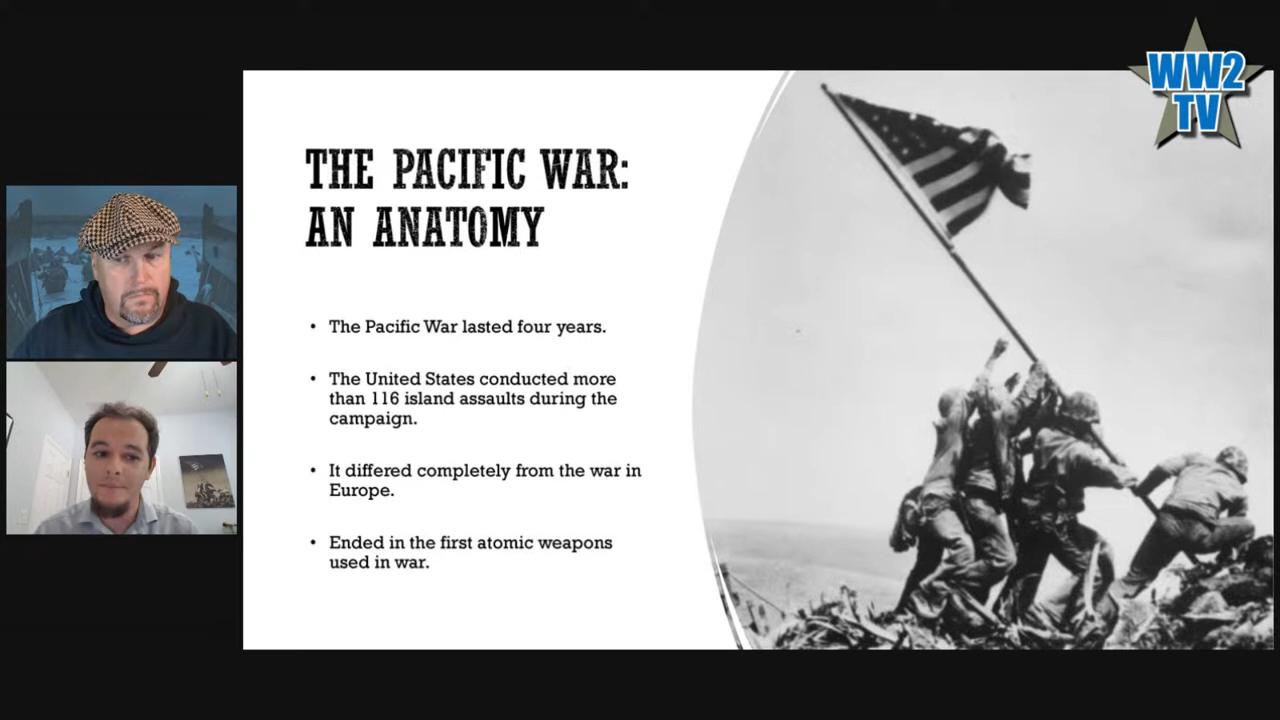 WW2
TV
THE PACIFIC WAR:
AN ANATOMY
• The Pacific War lasted four years.
• The United States conducted more
than 116 island assaults during the
campaign.
• It differed completely from the war in
Europe.
• Ended in the first atomic weapons
used in war.